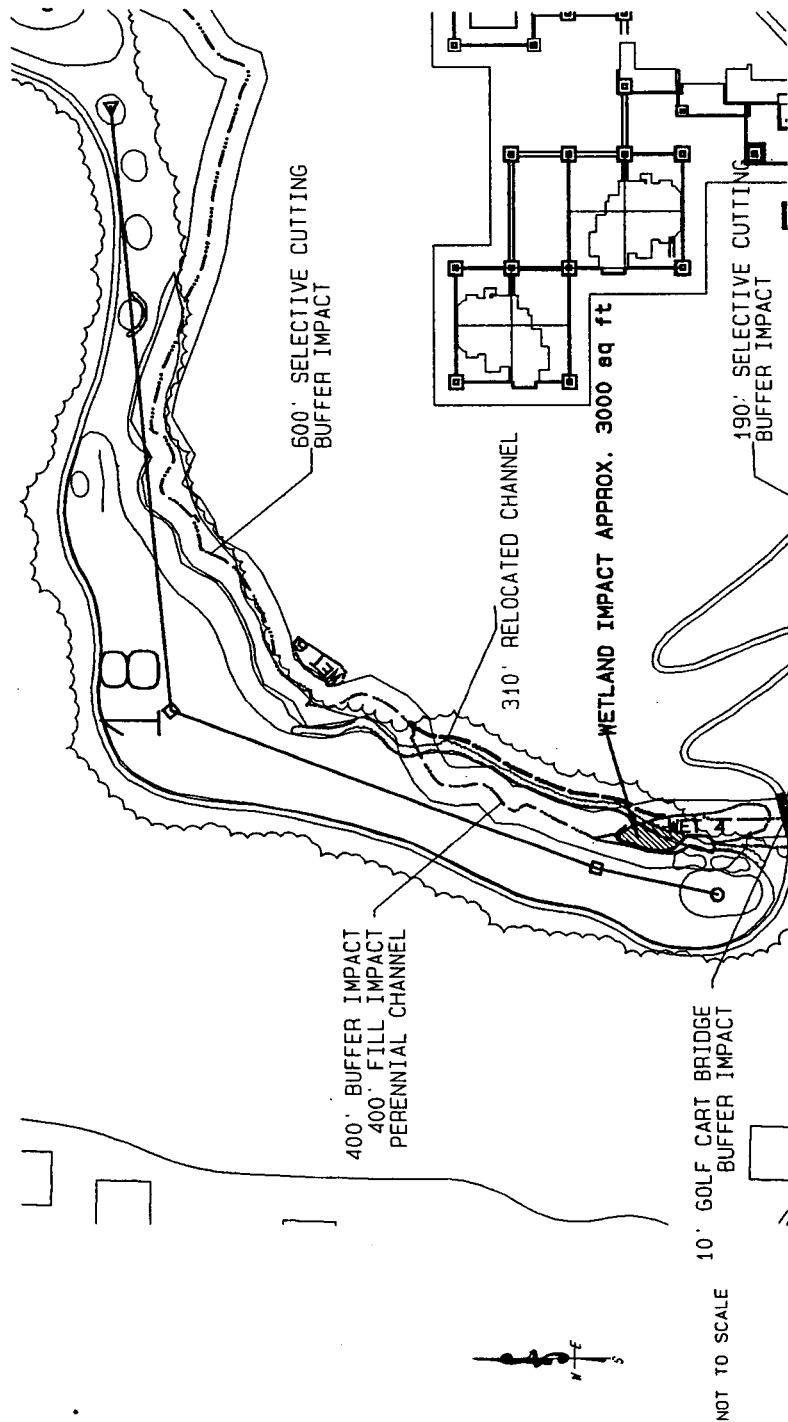 600' SELECTIVE CUTTING
BUFFER IMPACT
18
310' RELOCATED CHANNEL
WETLAND IMPACT APPROX. 3000 sq ft
190' SELECTIVE CUTTING
BUFFER IMPACT
WET 4
400' BUFFER IMPACT
400' FILL IMPACT
PERENNIAL CHANNEL
10' GOLF CART BRIDGE
BUFFER IMPACT
NOT TO SCALE
E
S